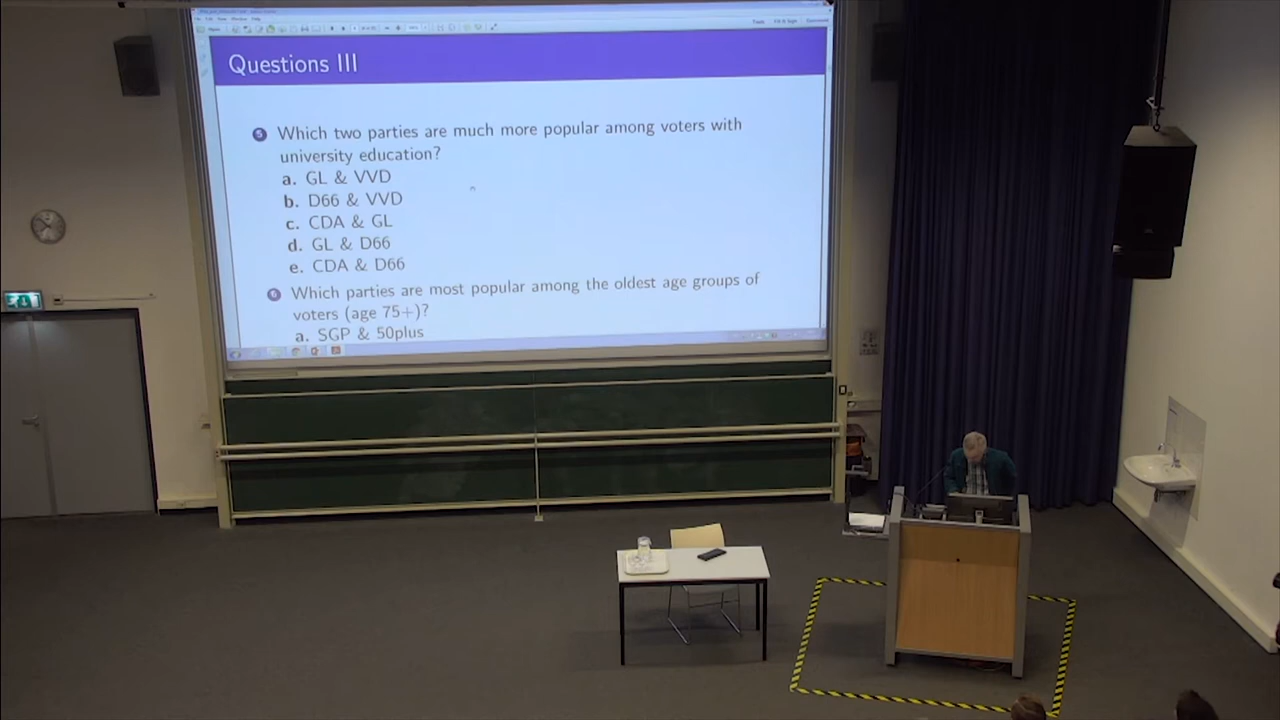 Questions III
5 Which two parties are much more popular among voters with
university education?
a. GL & VVD
b. D66 & VVD
c. CDA & GL
d. GL & D66
e. CDA & D66
6 Which parties are most popular among the oldest age groups of
voters (age 75+)?
a. SGP & 50plus